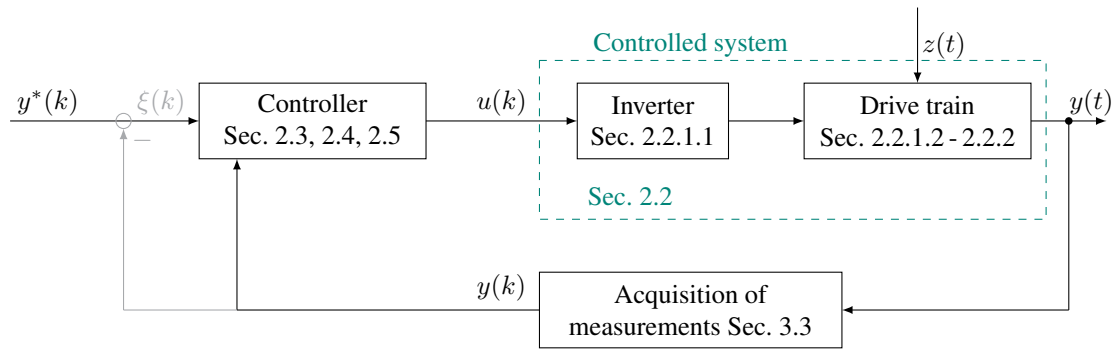 Controlled system
z(t)
y*(k)
ξ(k)
−
Controller
Sec. 2.3, 2.4, 2.5
u(k)
Inverter
Sec. 2.2.1.1
Drive train
Sec. 2.2.1.2 - 2.2.2
y(t)
Sec. 2.2
y(k)
Acquisition of
measurements Sec. 3.3